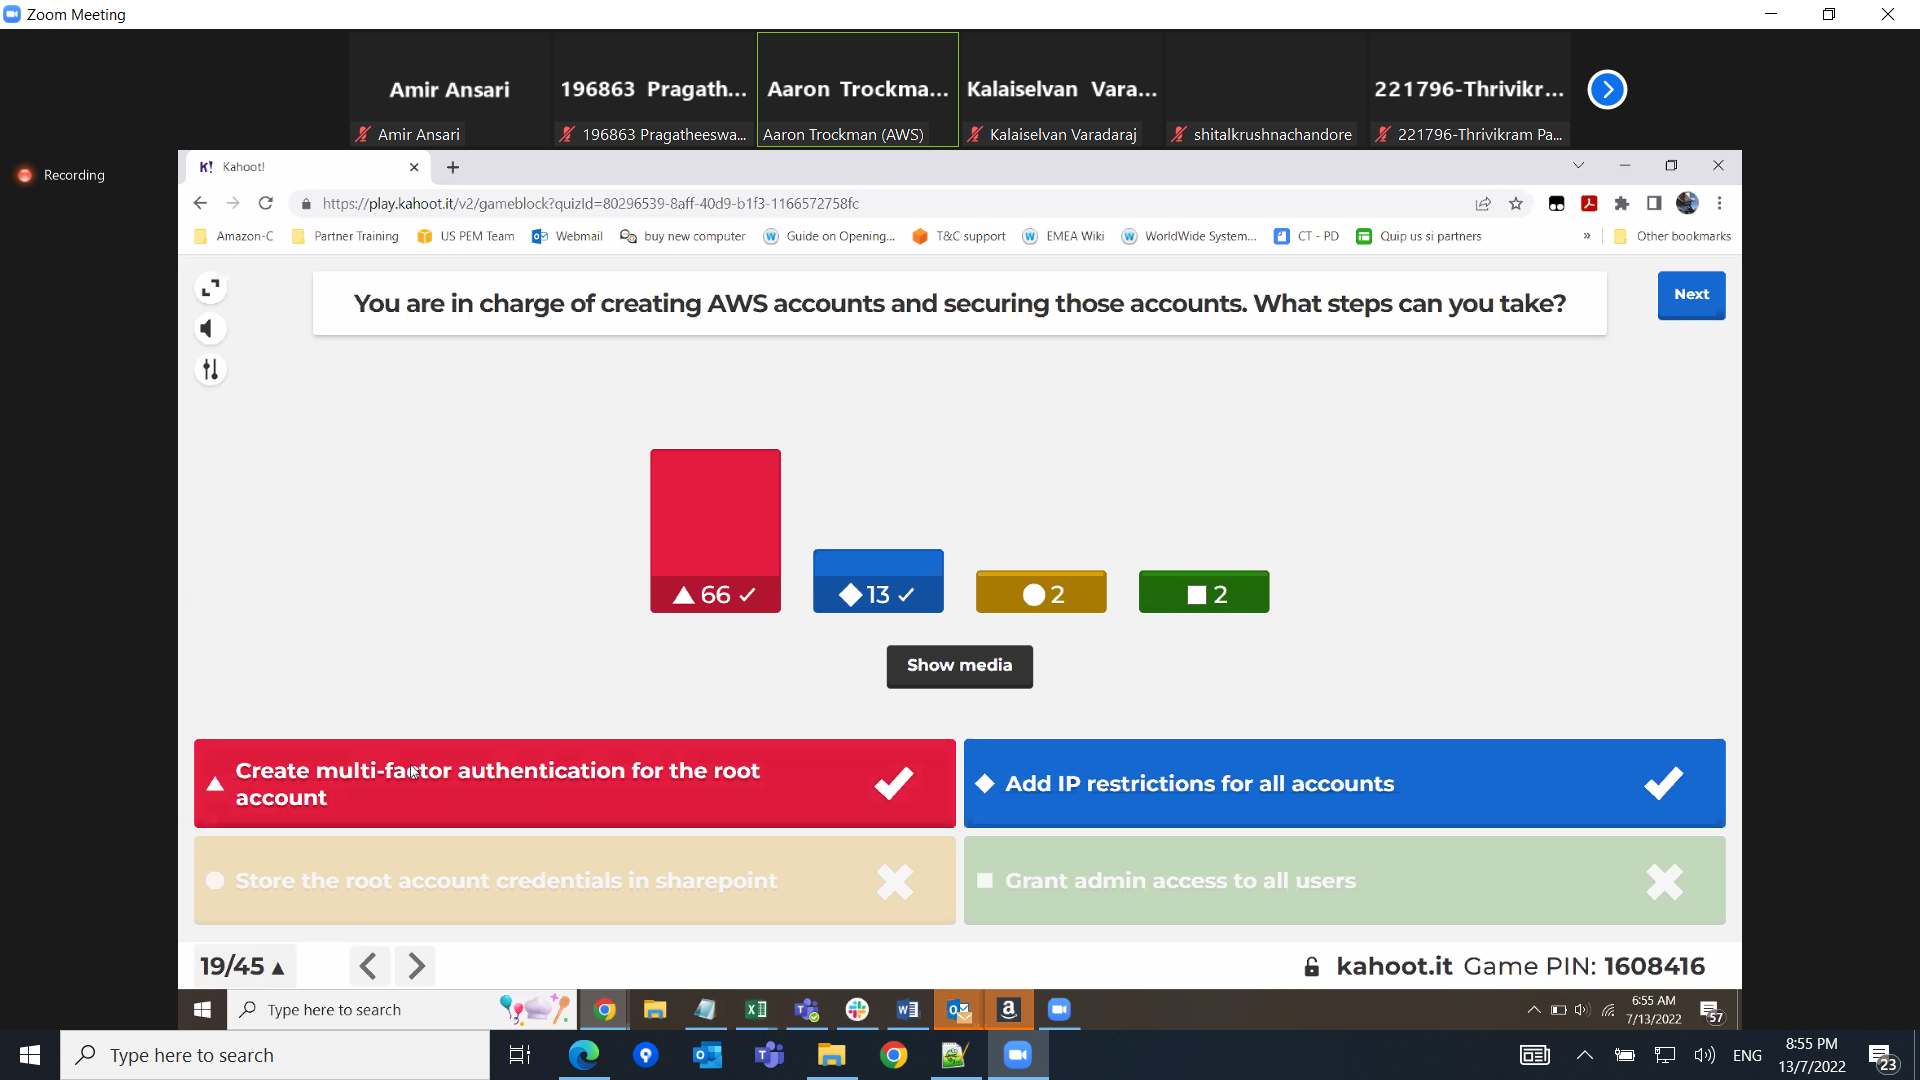 Zoom Meeting
Amir Ansari
196863 Pragath...
Aaron Trockma...
Kalaiselvan Vara...
221796-Thrivikr...
Amir Ansari
196863 Pragatheeswa...
Aaron Trockman (AWS)
Kalaiselvan Varadaraj
shitalkrushnachandore
221796-Thrivikram Pa...
Recording
K! Kahoot!
https://play.kahoot.it/v2/gameblock?quizId=80296539-8aff-40d9-b1f3-1166572758fc
Amazon-C
Partner Training
US PEM Team
Webmail
buy new computer
Guide on Opening...
T&C support
EMEA Wiki
WorldWide System...
CT - PD
Quip us si partners
»
Other bookmarks
You are in charge of creating AWS accounts and securing those accounts. What steps can you take?
Next
66
13
2
2
Show media
Create multi-factor authentication for the root
account
Add IP restrictions for all accounts
Store the root account credentials in sharepoint
Grant admin access to all users
19/45
kahoot.it Game PIN: 1608416
Type here to search
6:55 AM
7/13/2022
57
Type here to search
ENG
8:55 PM
13/7/2022
23